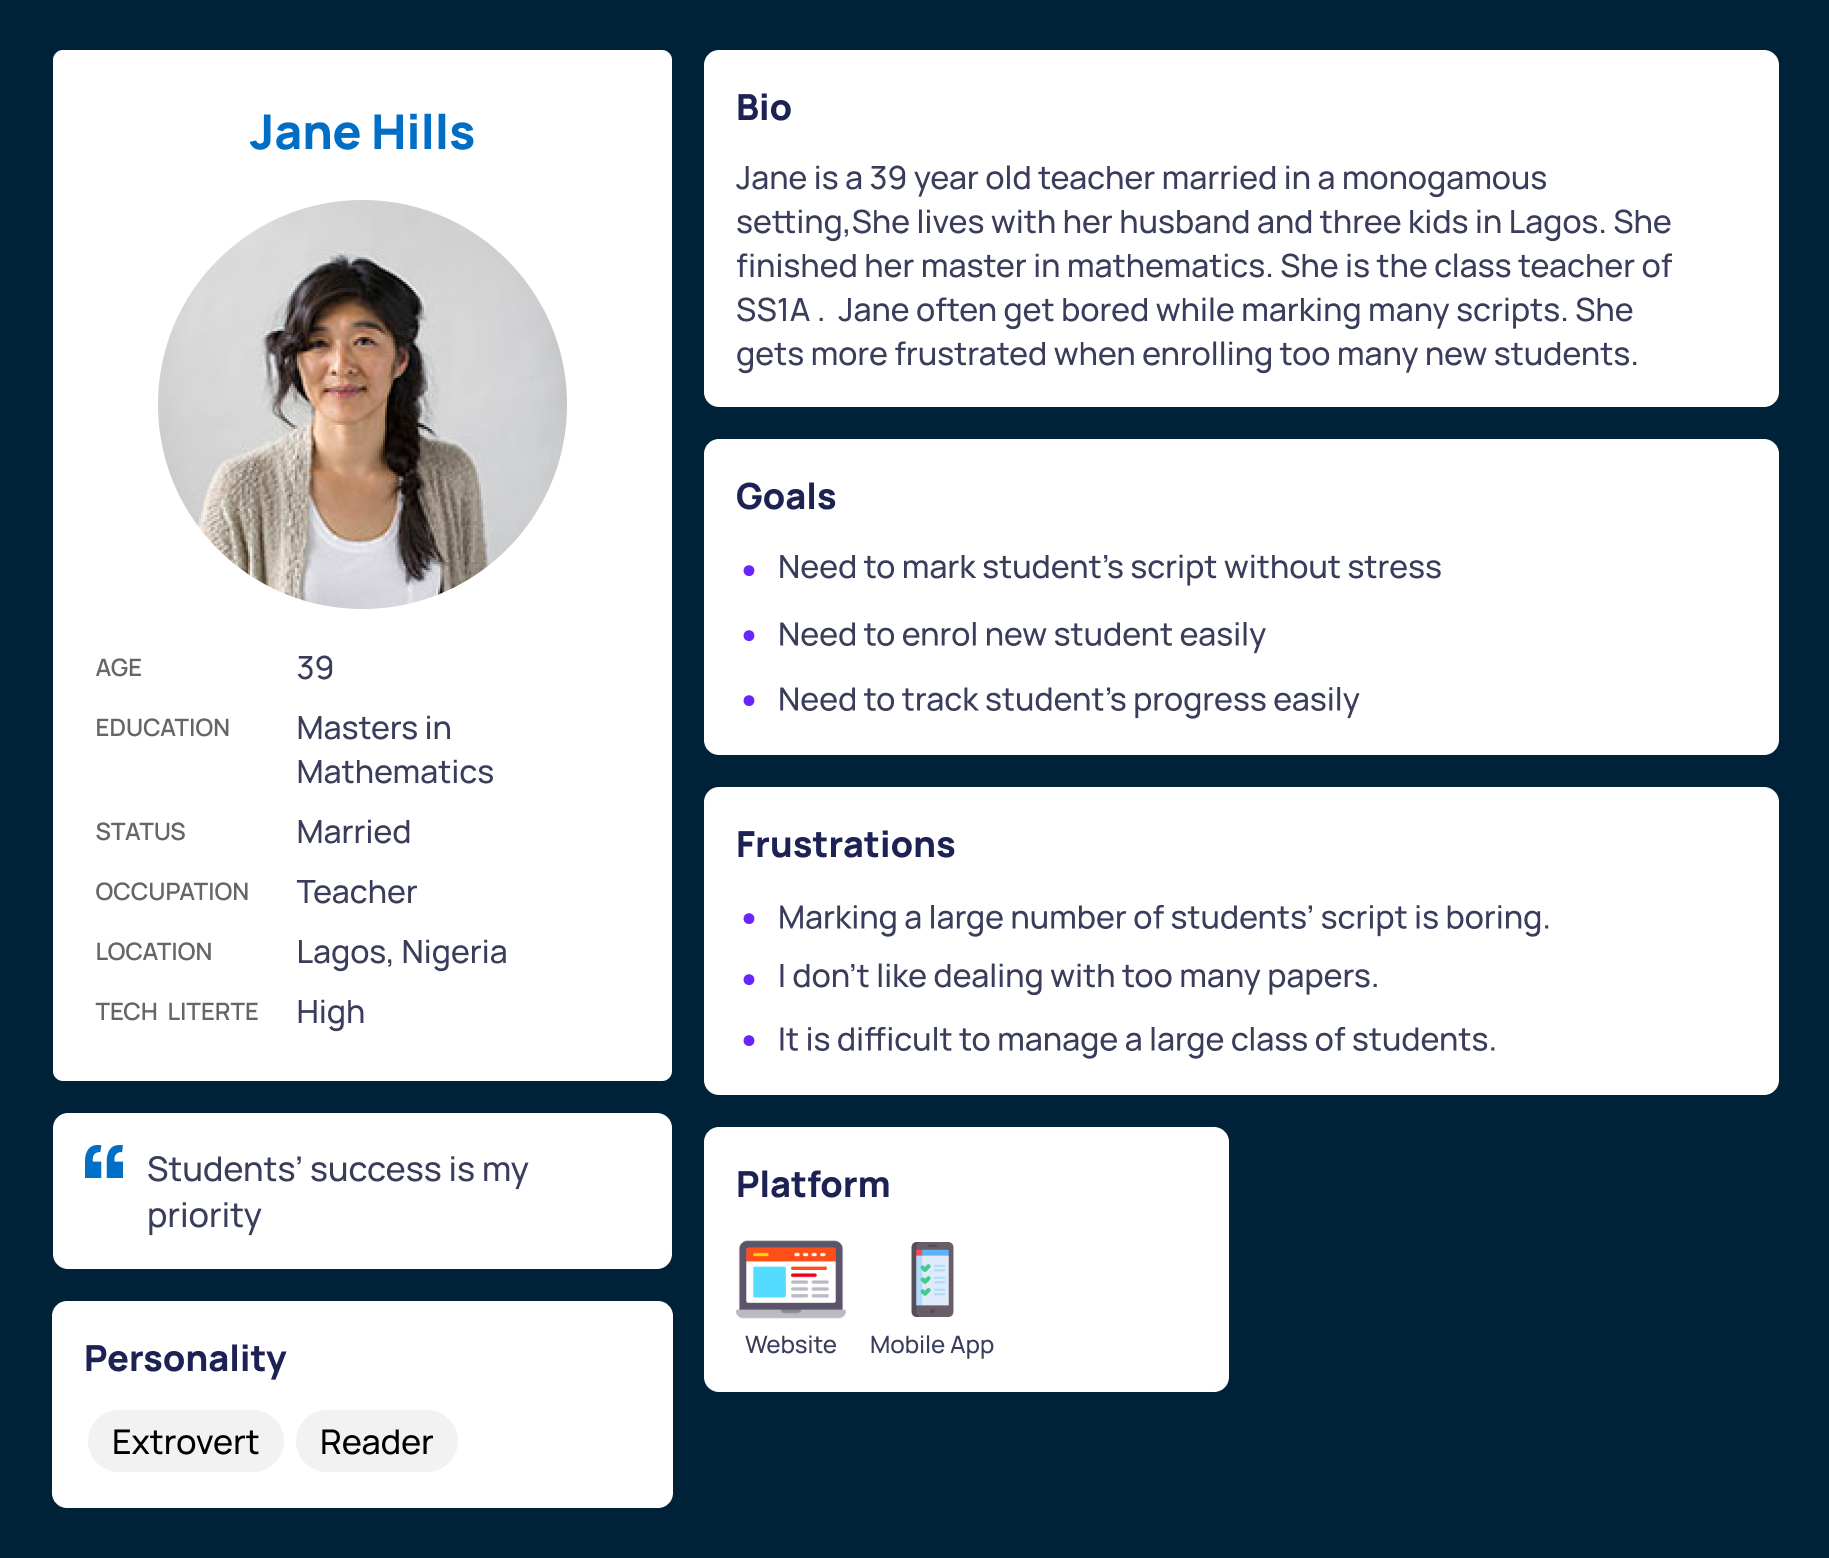 Jane Hills
AGE 39
EDUCATION Masters in
Mathematics
STATUS Married
OCCUPATION Teacher
LOCATION Lagos, Nigeria
TECH LITERTE High
“ Students’ success is my
priority
Personality
Extrovert Reader
Bio
Jane is a 39 year old teacher married in a monogamous
setting,She lives with her husband and three kids in Lagos. She
finished her master in mathematics. She is the class teacher of
SS1A . Jane often get bored while marking many scripts. She
gets more frustrated when enrolling too many new students.
Goals
• Need to mark student’s script without stress
• Need to enrol new student easily
• Need to track student’s progress easily
Frustrations
• Marking a large number of students’ script is boring.
• I don’t like dealing with too many papers.
• It is difficult to manage a large class of students.
Platform
Website Mobile App